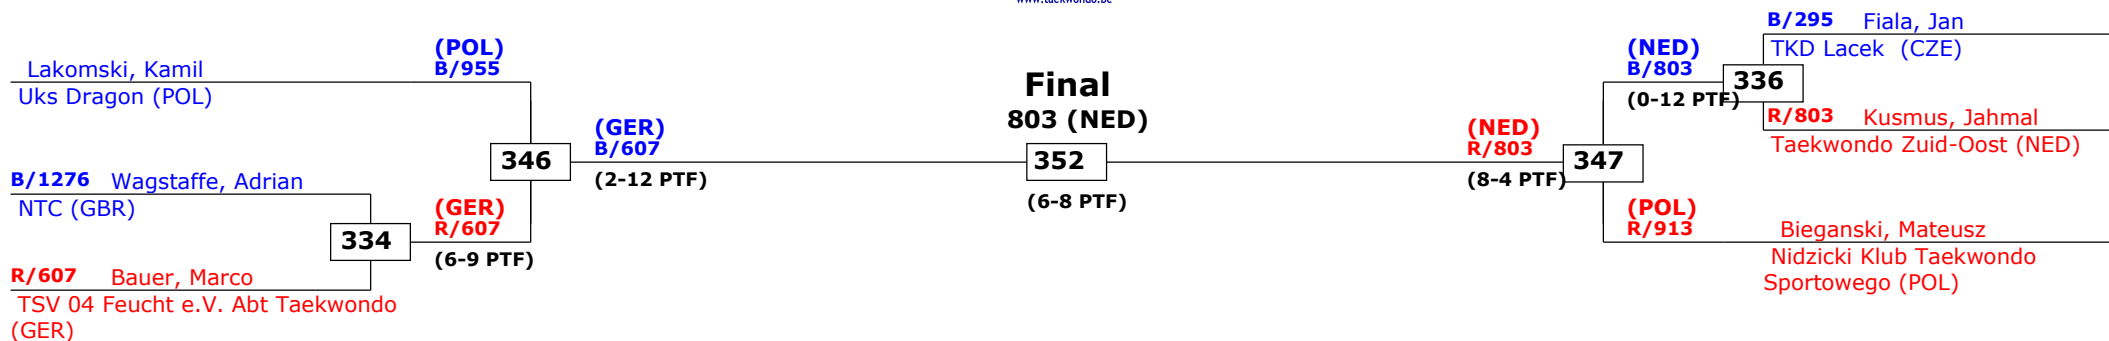 www.taekwondo.be
(POL)
B/955
Lakomski, Kamil
Uks Dragon (POL)
B/1276 Wagstaffe, Adrian
NTC (GBR)
334
R/607 Bauer, Marco
TSV 04 Feucht e.V. Abt Taekwondo
(GER)
(GER)
R/607
(6-9 PTF)
346
(GER)
B/607
(2-12 PTF)
Final
803 (NED)
352
(6-8 PTF)
(NED)
R/803
(8-4 PTF)
347
(NED)
B/803
(0-12 PTF)
336
B/295 Fiala, Jan
TKD Lacek (CZE)
R/803 Kusmus, Jahmal
Taekwondo Zuid-Oost (NED)
(POL)
R/913
Bieganski, Mateusz
Nidzicki Klub Taekwondo
Sportowego (POL)